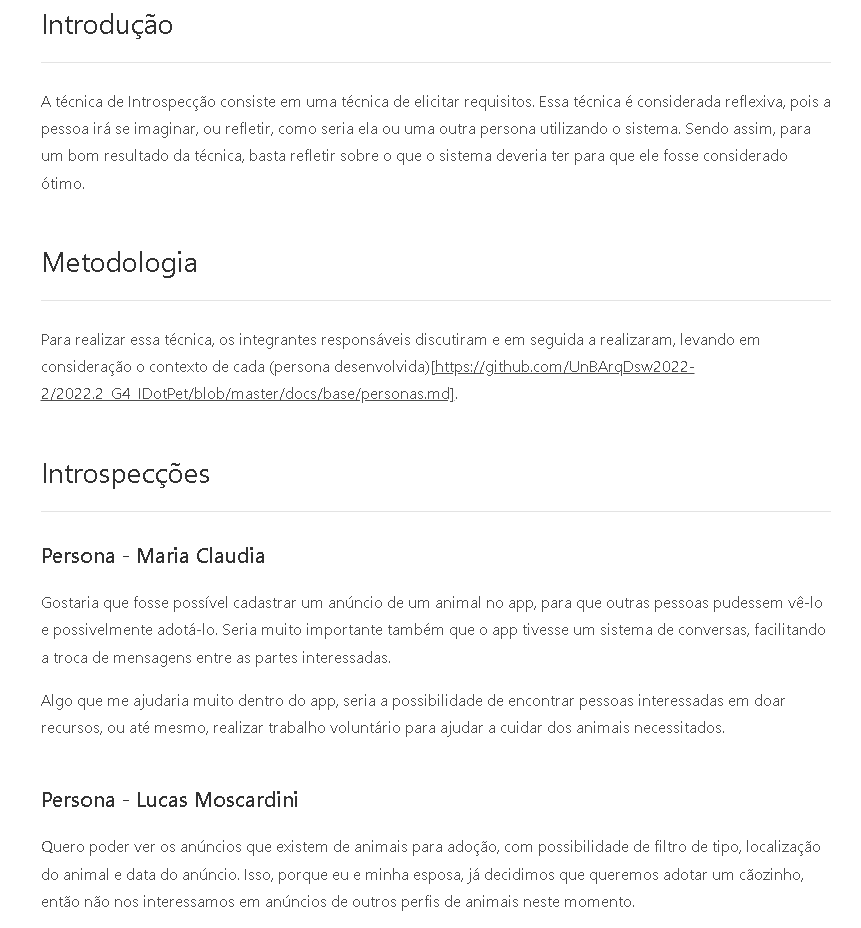 Introdução
A técnica de Introspecção consiste em uma técnica de elicitar requisitos. Essa técnica é considerada reflexiva, pois a
pessoa irá se imaginar, ou refletir, como seria ela ou uma outra persona utilizando o sistema. Sendo assim, para
um bom resultado da técnica, basta refletir sobre o que o sistema deveria ter para que ele fosse considerado
ótimo.
Metodologia
Para realizar essa técnica, os integrantes responsáveis discutiram e em seguida a realizaram, levando em
consideração o contexto de cada (persona desenvolvida)[https://github.com/UnBArqDsw2022-
2/2022.2_G4_IDotPet/blob/master/docs/base/personas.md].
Introspecções
Persona - Maria Claudia
Gostaria que fosse possível cadastrar um anúncio de um animal no app, para que outras pessoas pudessem vê-lo
e possivelmente adotá-lo. Seria muito importante também que o app tivesse um sistema de conversas, facilitando
a troca de mensagens entre as partes interessadas.
Algo que me ajudaria muito dentro do app, seria a possibilidade de encontrar pessoas interessadas em doar
recursos, ou até mesmo, realizar trabalho voluntário para ajudar a cuidar dos animais necessitados.
Persona - Lucas Moscardini
Quero poder ver os anúncios que existem de animais para adoção, com possibilidade de filtro de tipo, localização
do animal e data do anúncio. Isso, porque eu e minha esposa, já decidimos que queremos adotar um cãozinho,
então não nos interessamos em anúncios de outros perfis de animais neste momento.